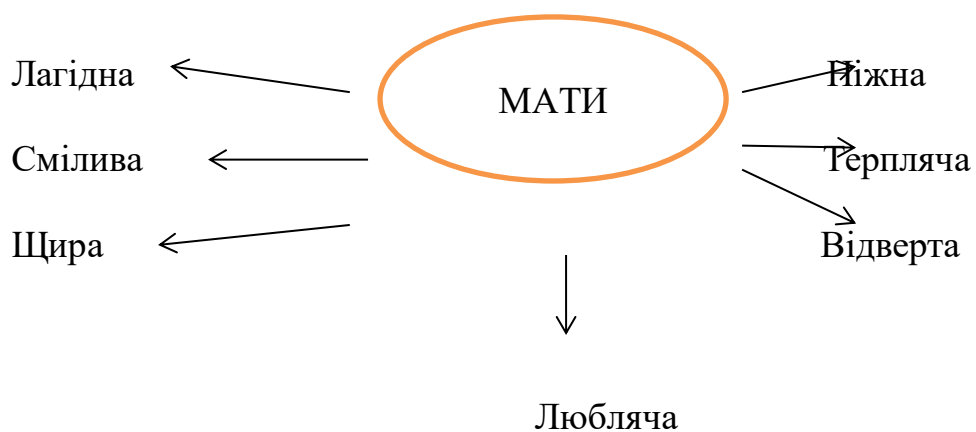 Лагідна
МАТИ
Ніжна
Смілива
Терпляча
Щира
Відверта
Любляча